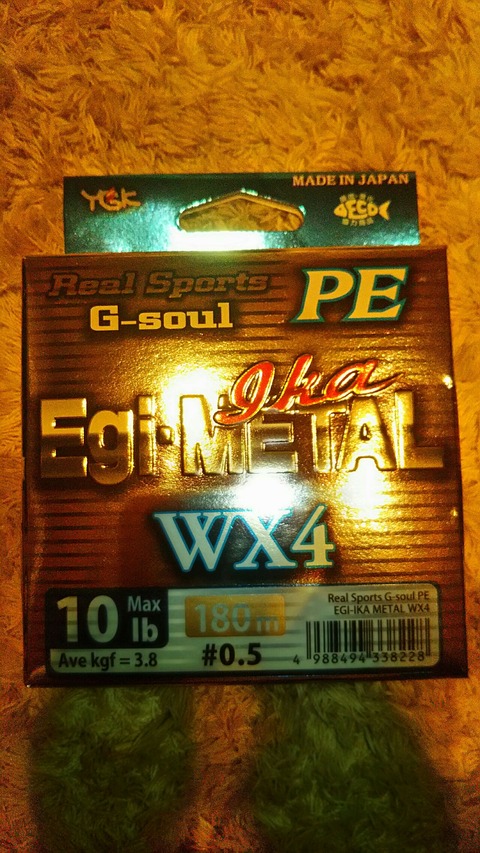 MADE IN JAPAN
YGK
DECO
Real Sports
G-soul
PE
Ika
Egi·METAL
WX4
10 Max lb
180m
Ave kgf = 3.8
#0.5
Real Sports G-soul PE
EGI-IKA METAL WX4
4 988494 338228